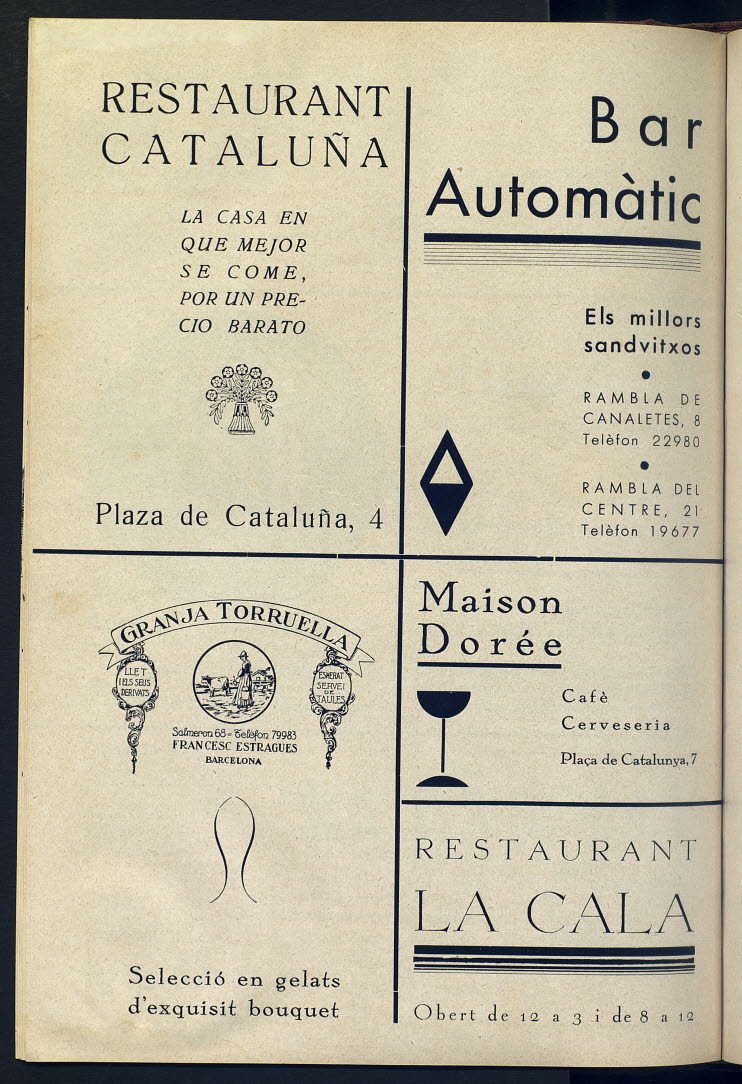 RESTAURANT
CATALUÑA
LA CASA EN
QUE MEJOR
SE COME,
POR UN PRE-
CIO BARATO
Plaza de Cataluña, 4
Bar
Automàtic
Els millors
sandvitxos
RAMBLA DE
CANALETES, 8
Telèfon 22980
RAMBLA DEL
CENTRE, 21
Telèfon 19677
GRANJA TORRUELLA
LLET
I ELS SEUS
DERIVATS
ESMERAT
SERVEI
DE
TAULES
Salmeron 68 = Telèfon 79983
FRANCESC ESTRAGUES
BARCELONA
Selecció en gelats
d'exquisit bouquet
Maison
Dorée
Cafè
Cerveseria
Plaça de Catalunya, 7
RESTAURANT
LA CALA
Obert de 12 a 3 i de 8 a 12